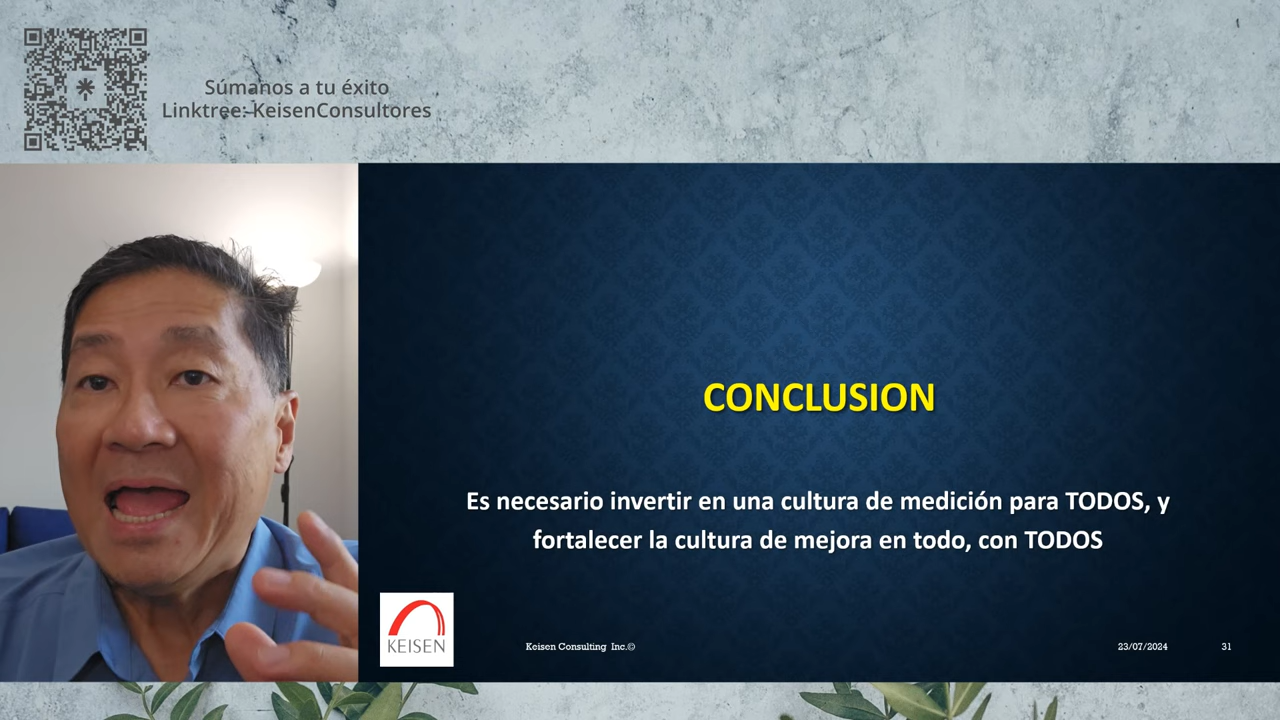 Súmanos a tu éxito
Linktree: KeisenConsultores
CONCLUSION
Es necesario invertir en una cultura de medición para TODOS, y
fortalecer la cultura de mejora en todo, con TODOS
KEISEN
Keisen Consulting Inc.©
23/07/2024
31